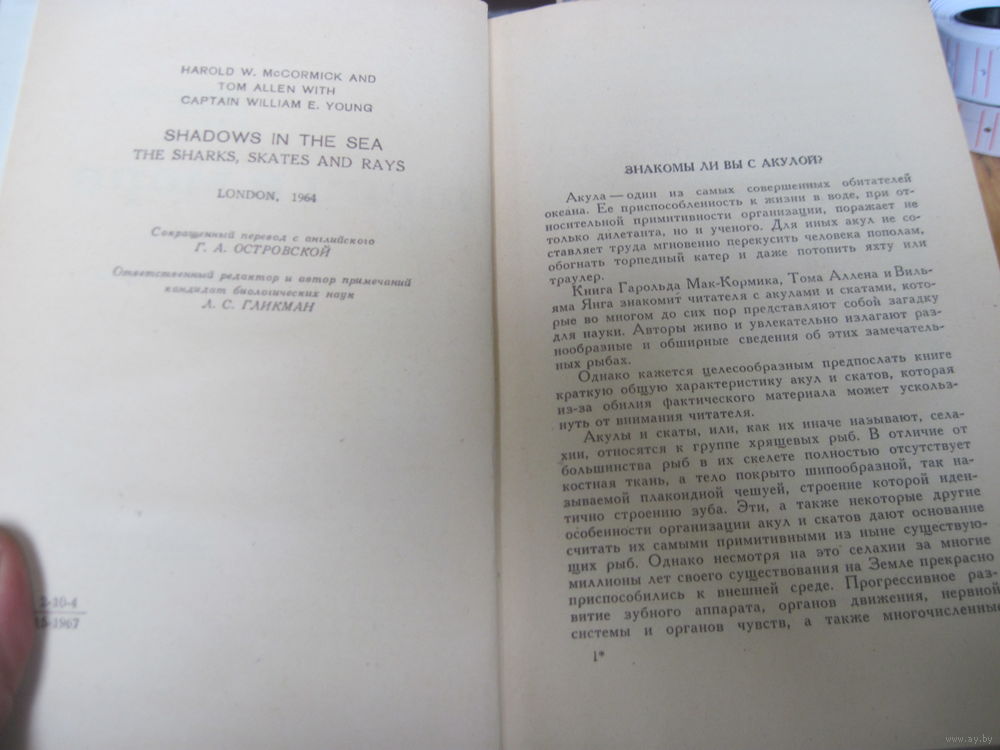 HAROLD W. McCORMICK AND
TOM ALLEN WITH
CAPTAIN WILLIAM E. YOUNG
SHADOWS IN THE SEA
THE SHARKS, SKATES AND RAYS
LONDON, 1964
Сокращенный перевод с английского
Г. А. ОСТРОВСКОЙ
Ответственный редактор и автор примечаний
кандидат биологических наук
Л. С. ГЛИКМАН
2-10-4
-1967
ЗНАКОМЫ ЛИ ВЫ С АКУЛОЙ?
Акула — один из самых совершенных обитателей
океана. Ее приспособленность к жизни в воде, при от-
носительной примитивности организации, поражает не
только дилетанта, но и ученого. Для иных акул не со-
ставляет труда мгновенно перекусить человека пополам,
обогнать торпедный катер и даже потопить яхту или
траулер.
Книга Гарольда Мак-Кормика, Тома Аллена и Виль-
яма Янга знакомит читателя с акулами и скатами, кото-
рые во многом до сих пор представляют собой загадку
для науки. Авторы живо и увлекательно излагают раз-
нообразные и обширные сведения об этих замечатель-
ных рыбах.
Однако кажется целесообразным предпослать книге
краткую общую характеристику акул и скатов, которая
из-за обилия фактического материала может ускольз-
нуть от внимания читателя.
Акулы и скаты, или, как их иначе называют, села-
хии, относятся к группе хрящевых рыб. В отличие от
большинства рыб в их скелете полностью отсутствует
костная ткань, а тело покрыто шипообразной, так на-
зываемой плакоидной чешуей, строение которой иден-
тично строению зуба. Эти, а также некоторые другие
особенности организации акул и скатов дают основание
считать их самыми примитивными из ныне существую-
щих рыб. Однако несмотря на это селахии за многие
миллионы лет своего существования на Земле прекрасно
приспособились к внешней среде. Прогрессивное раз-
витие зубного аппарата, органов движения, нервной
системы и органов чувств, а также многочисленные
1*
www.ay.by